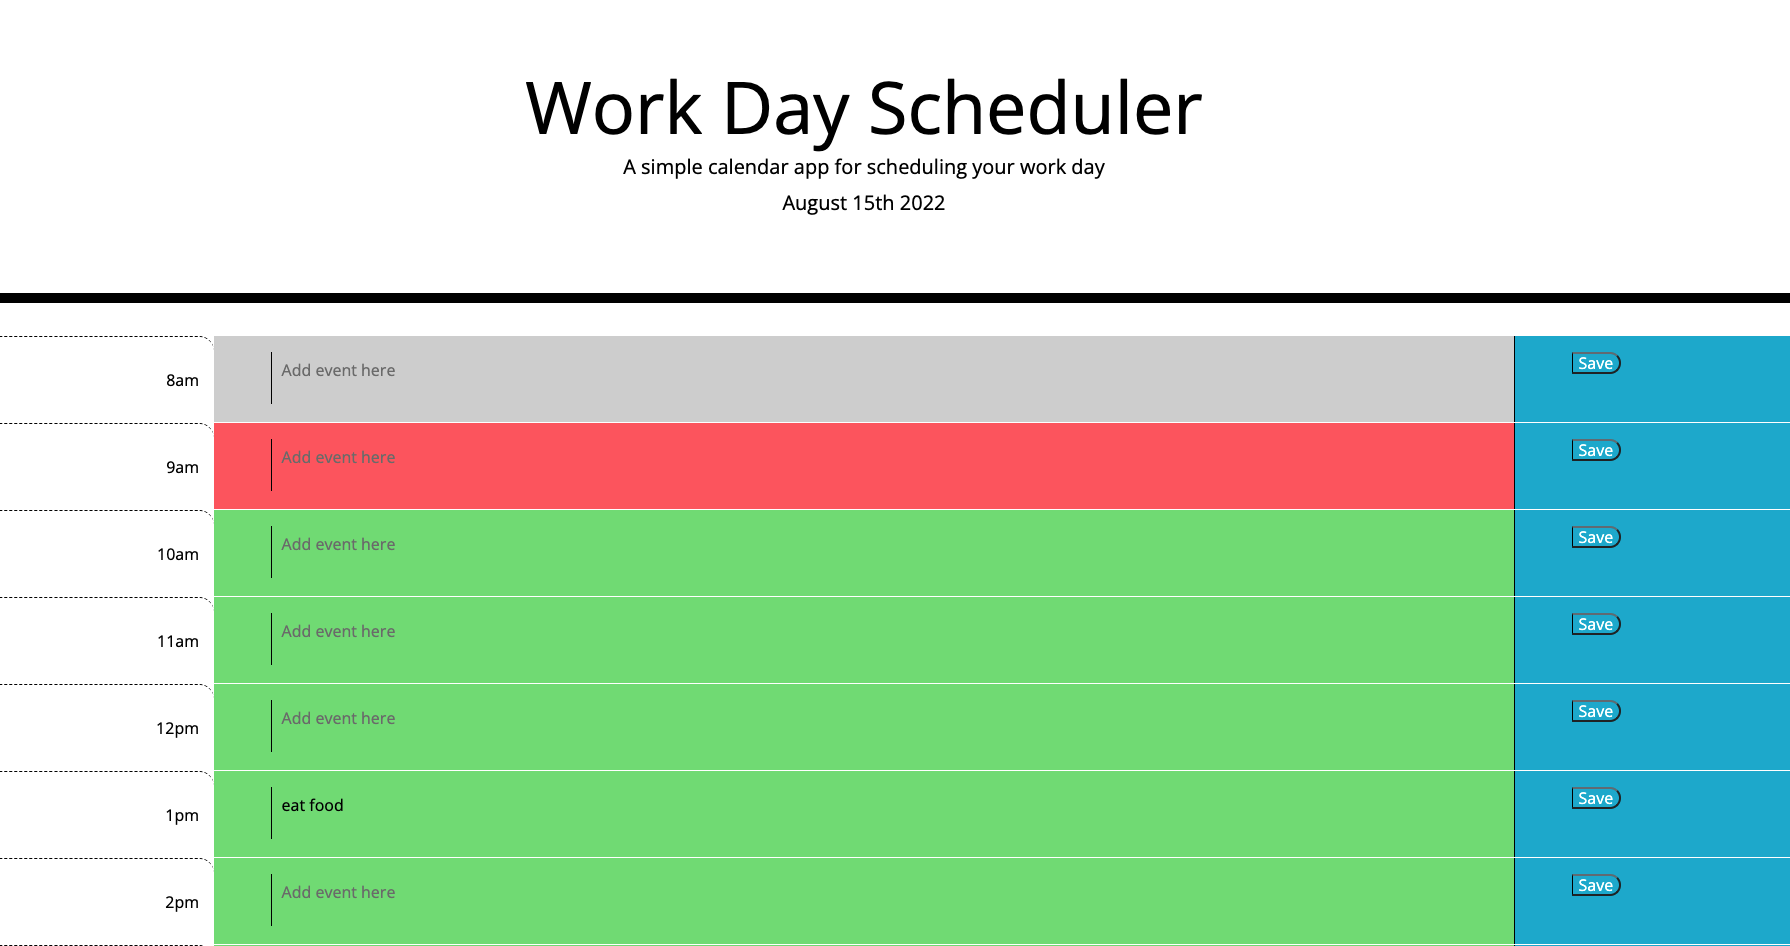 Work Day Scheduler
A simple calendar app for scheduling your work day
August 15th 2022
8am Add event here Save
9am Add event here Save
10am Add event here Save
11am Add event here Save
12pm Add event here Save
1pm eat food Save
2pm Add event here Save